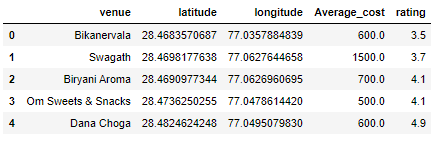 venue latitude longitude Average_cost rating
0 Bikanervala 28.4683570687 77.0357884839 600.0 3.5
1 Swagath 28.4698177638 77.0627644658 1500.0 3.7
2 Biryani Aroma 28.4690977344 77.0626960695 700.0 4.1
3 Om Sweets & Snacks 28.4736250255 77.0478614420 500.0 4.1
4 Dana Choga 28.4824624248 77.0495079830 600.0 4.9